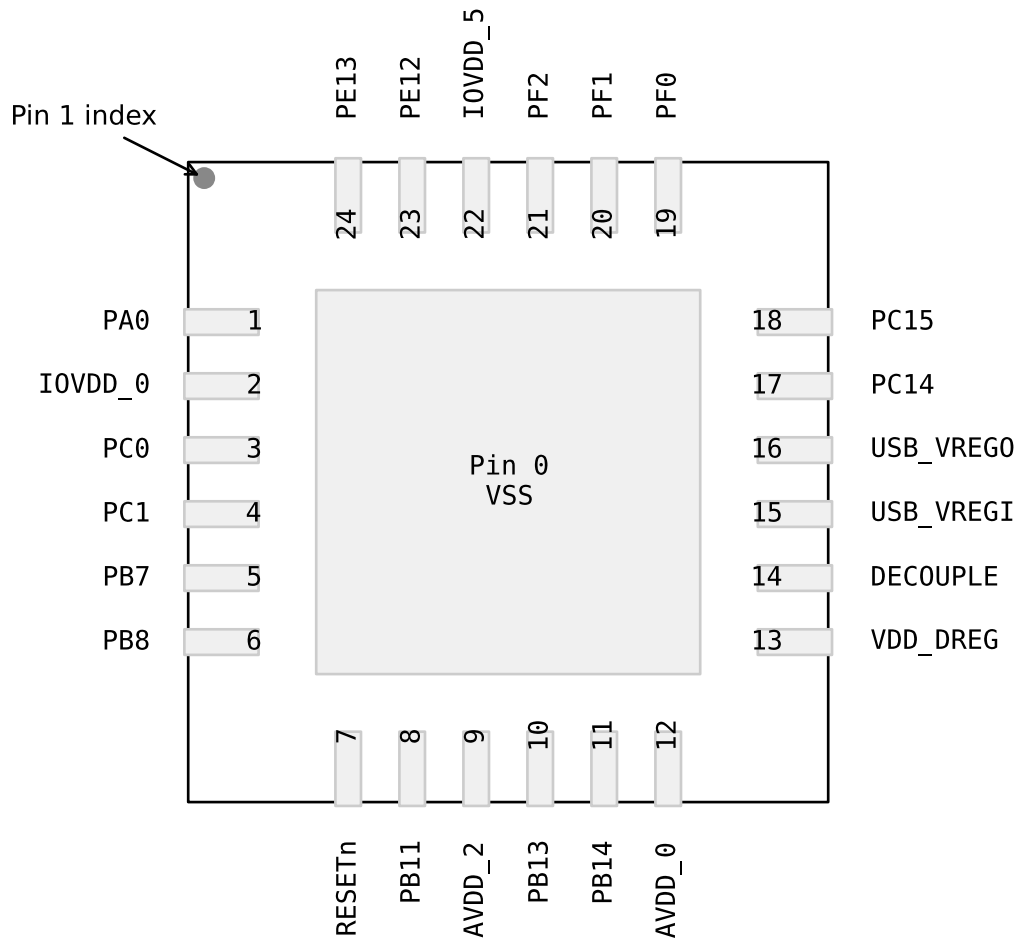 PE13
PE12
IOVDD_5
PF2
PF1
PF0
Pin 1 index
24
23
22
21
20
19
PA0 1
18 PC15
IOVDD_0 2
17 PC14
PC0 3
16 USB_VREGO
Pin 0
VSS
PC1 4
15 USB_VREGI
PB7 5
14 DECOUPLE
PB8 6
13 VDD_DREG
7
8
9
10
11
12
RESETn
PB11
AVDD_2
PB13
PB14
AVDD_0